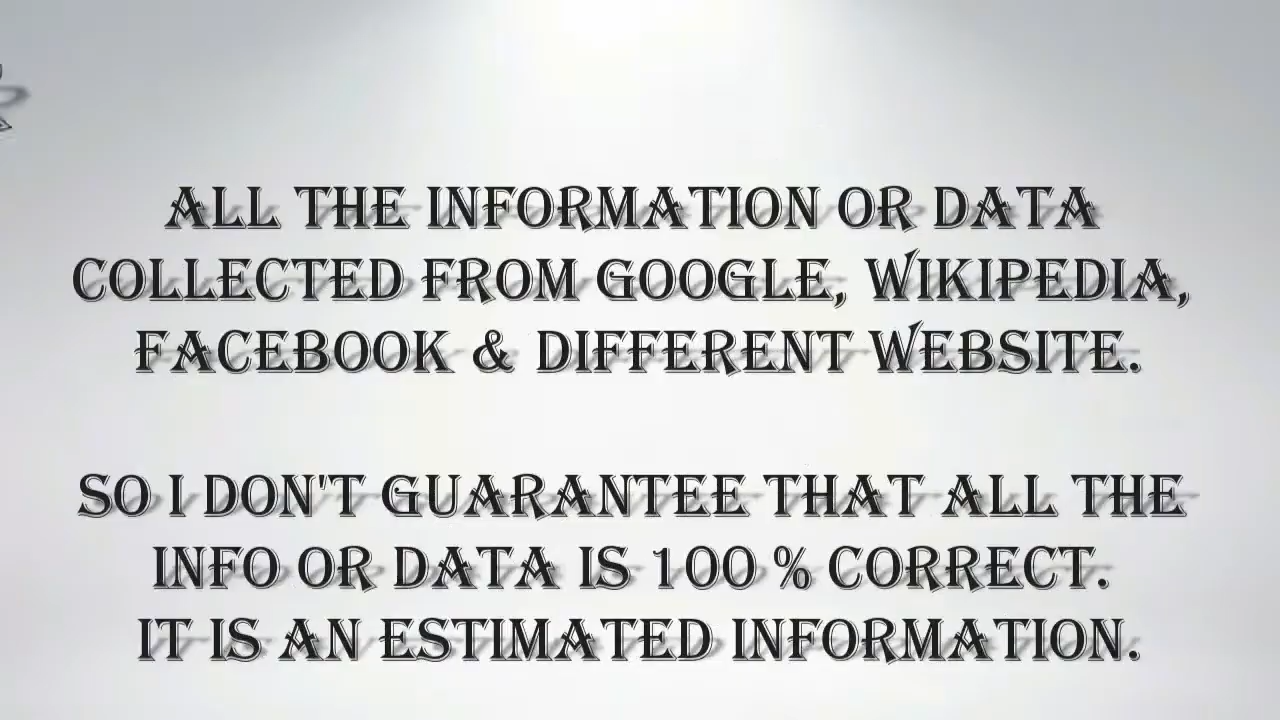 ALL THE INFORMATION OR DATA
COLLECTED FROM GOOGLE, WIKIPEDIA,
FACEBOOK & DIFFERENT WEBSITE.
SO I DON'T GUARANTEE THAT ALL THE
INFO OR DATA IS 100 % CORRECT.
IT IS AN ESTIMATED INFORMATION.